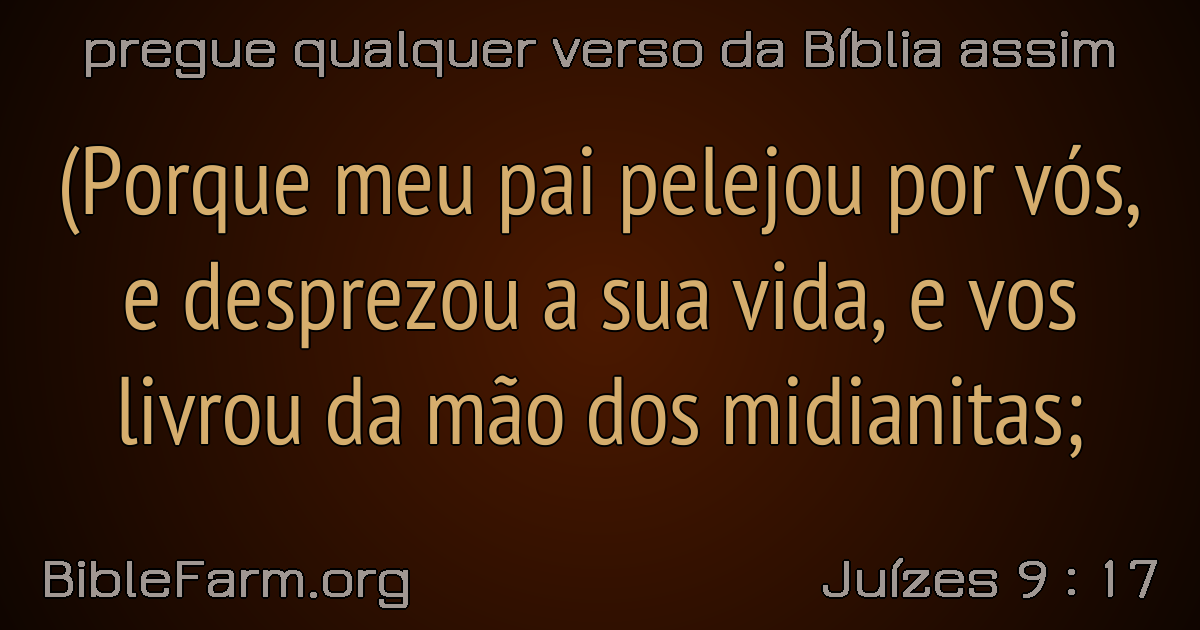 pregue qualquer verso da Bíblia assim
(Porque meu pai pelejou por vós,
e desprezou a sua vida, e vos
livrou da mão dos midianitas;
BibleFarm.org
Juízes 9 : 17